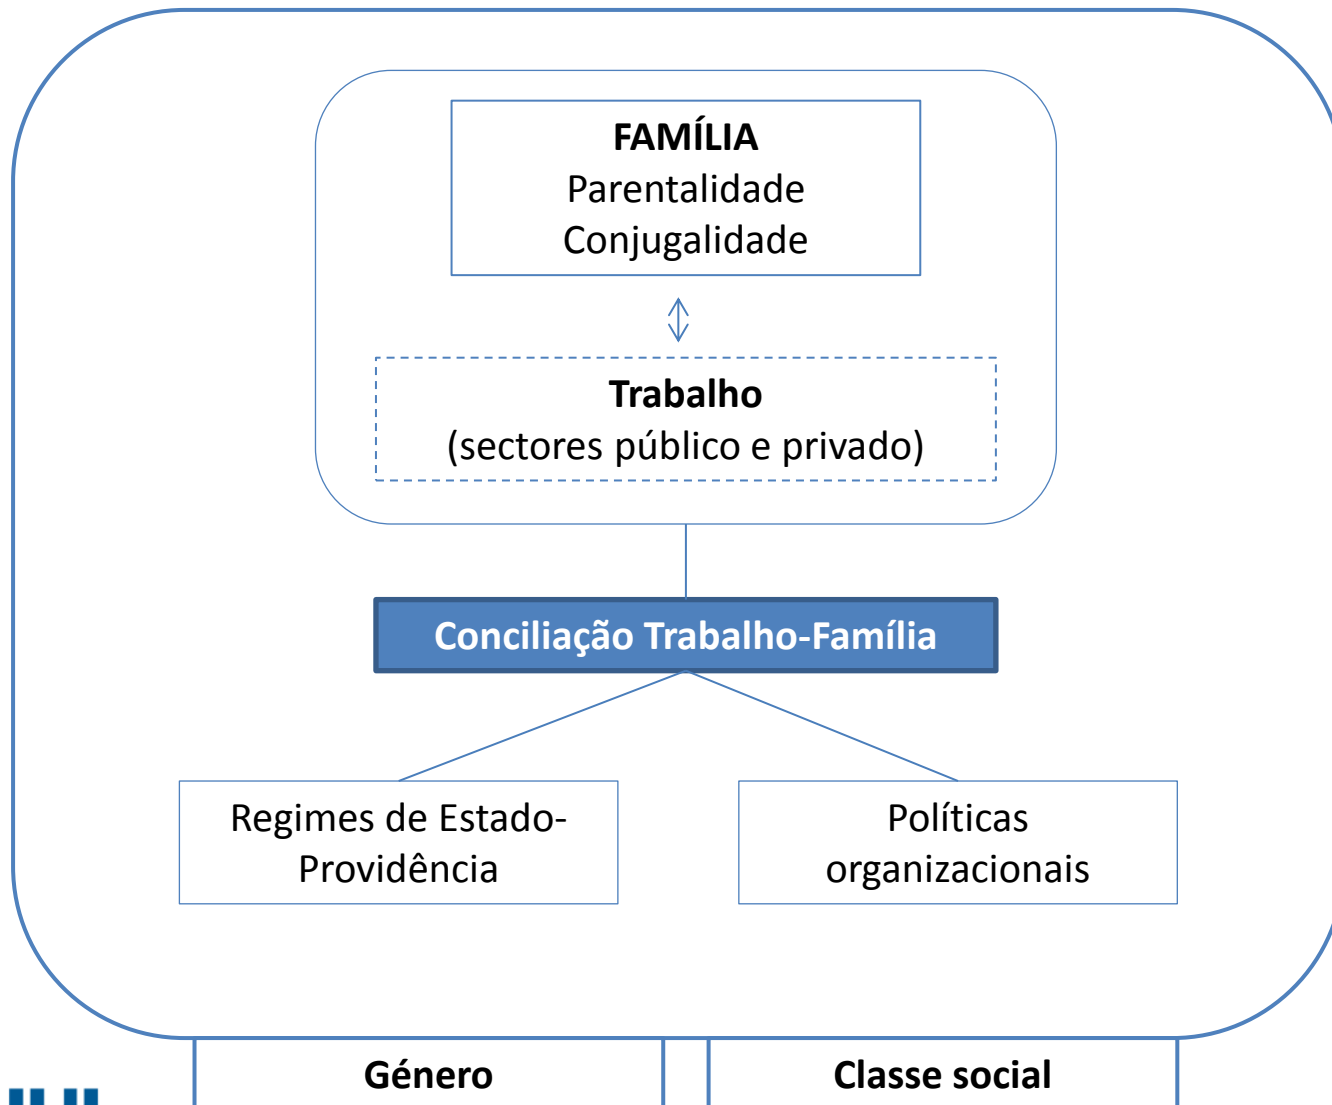 FAMÍLIA
Parentalidade
Conjugalidade
Trabalho
(sectores público e privado)
Conciliação Trabalho-Família
Regimes de Estado-
Providência
Políticas
organizacionais
Género
Classe social